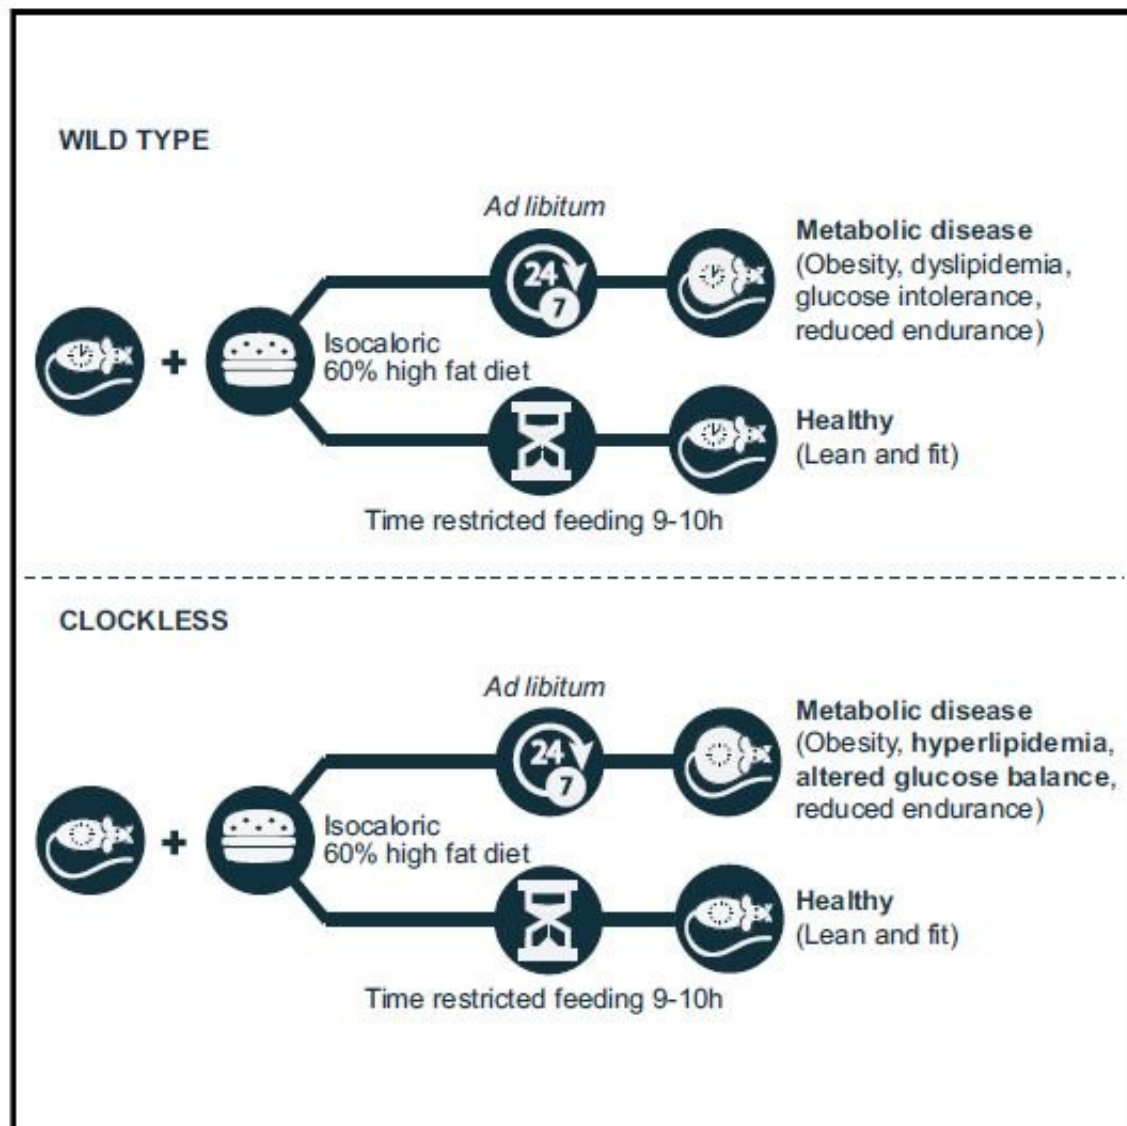 WILD TYPE
Ad libitum
24
7
Isocaloric
60% high fat diet
Metabolic disease
(Obesity, dyslipidemia,
glucose intolerance,
reduced endurance)
Healthy
(Lean and fit)
Time restricted feeding 9-10h
CLOCKLESS
Ad libitum
24
7
Isocaloric
60% high fat diet
Metabolic disease
(Obesity, hyperlipidemia,
altered glucose balance,
reduced endurance)
Healthy
(Lean and fit)
Time restricted feeding 9-10h